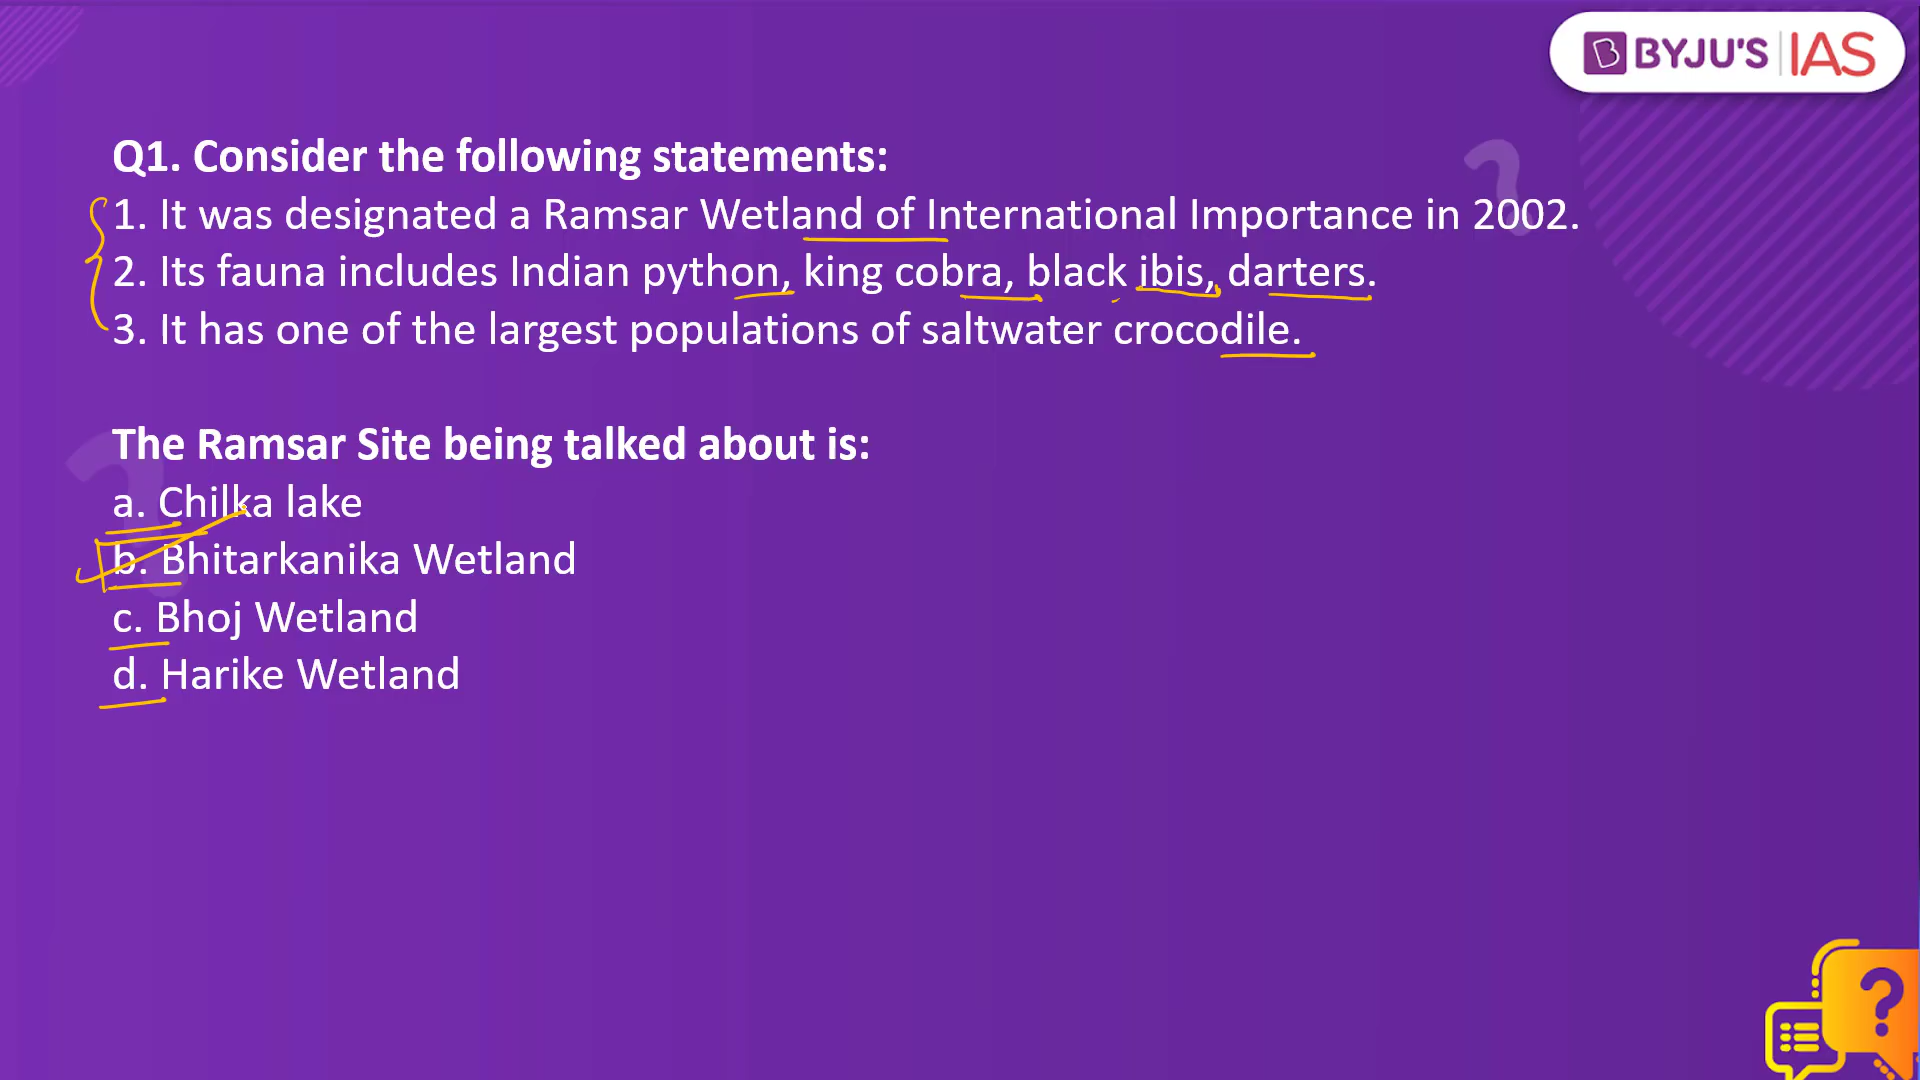 BYJU'S IAS
Q1. Consider the following statements:
1. It was designated a Ramsar Wetland of International Importance in 2002.
2. Its fauna includes Indian python, king cobra, black ibis, darters.
3. It has one of the largest populations of saltwater crocodile.
The Ramsar Site being talked about is:
a. Chilka lake
b. Bhitarkanika Wetland
c. Bhoj Wetland
d. Harike Wetland